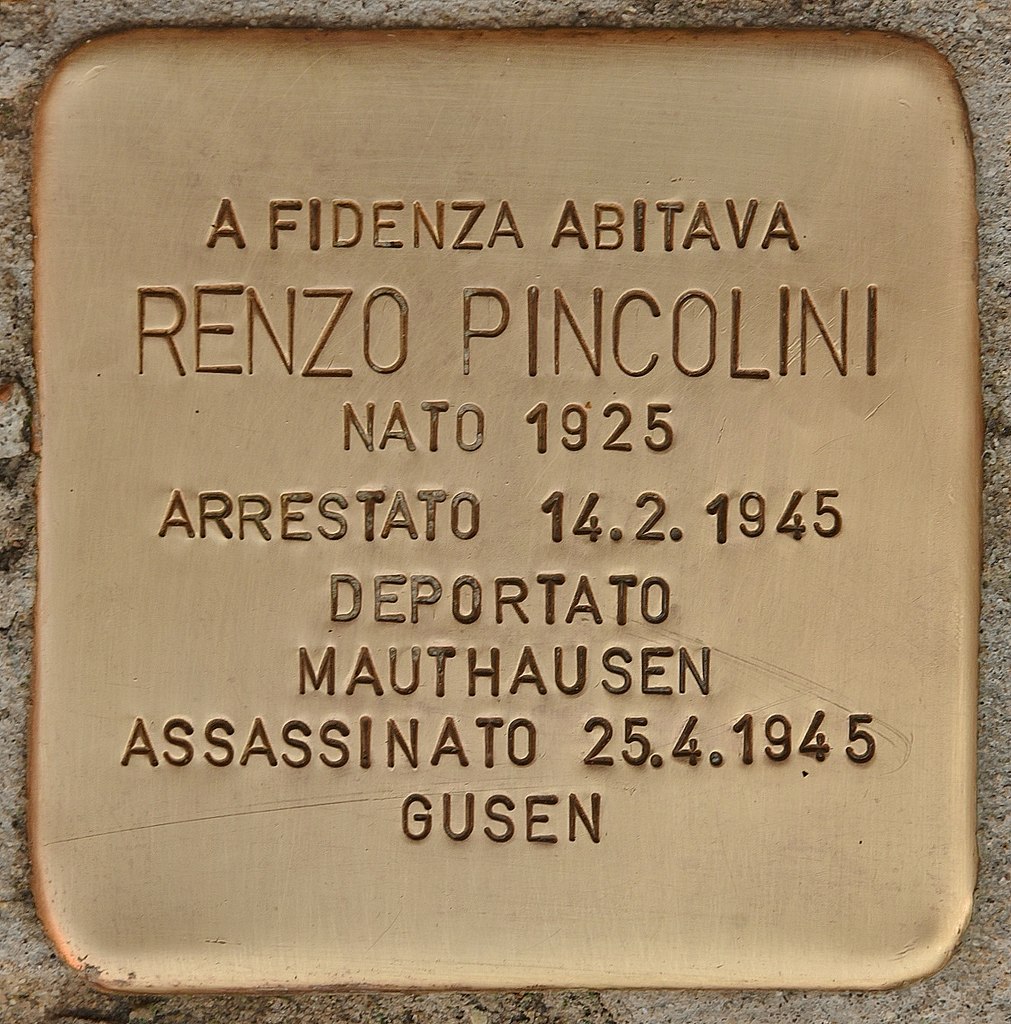 A FIDENZA ABITAVA
RENZO PINCOLINI
NATO 1925
ARRESTATO 14.2.1945
DEPORTATO
MAUTHAUSEN
ASSASSINATO 25.4.1945
GUSEN